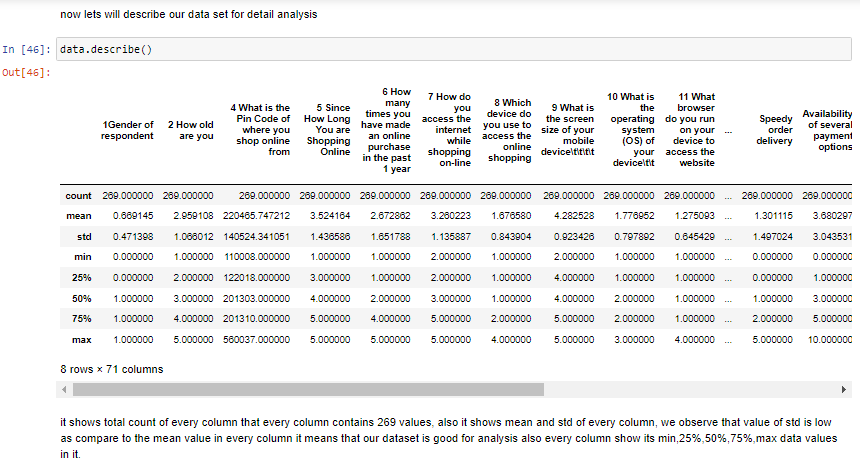 now lets will describe our data set for detail analysis
In [46]: data.describe()
Out[46]:
1Gender of respondent 2 How old are you 4 What is the Pin Code of where you shop online from 5 Since How Long You are Shopping Online 6 How many times you have made an online purchase in the past 1 year 7 How do you access the internet while shopping on-line 8 Which device do you use to access the online shopping 9 What is the screen size of your mobile device\t\t\t\t 10 What is the operating system (OS) of your device\t\t 11 What browser do you run on your device to access the website ... Speedy order delivery Availability of several payment options
count 269.000000 269.000000 269.000000 269.000000 269.000000 269.000000 269.000000 269.000000 269.000000 269.000000 ... 269.000000 269.000000
mean 0.669145 2.959108 220465.747212 3.524164 2.672862 3.260223 1.676580 4.282528 1.776952 1.275093 ... 1.301115 3.680297
std 0.471398 1.066012 140524.341051 1.436586 1.651788 1.135887 0.843904 0.923426 0.797892 0.645429 ... 1.497024 3.043531
min 0.000000 1.000000 110008.000000 1.000000 1.000000 2.000000 1.000000 2.000000 1.000000 1.000000 ... 0.000000 0.000000
25% 0.000000 2.000000 122018.000000 3.000000 1.000000 2.000000 1.000000 4.000000 1.000000 1.000000 ... 0.000000 1.000000
50% 1.000000 3.000000 201303.000000 4.000000 2.000000 3.000000 1.000000 4.000000 2.000000 1.000000 ... 1.000000 3.000000
75% 1.000000 4.000000 201310.000000 5.000000 4.000000 5.000000 2.000000 5.000000 2.000000 1.000000 ... 2.000000 5.000000
max 1.000000 5.000000 560037.000000 5.000000 5.000000 5.000000 4.000000 5.000000 3.000000 4.000000 ... 5.000000 10.000000
8 rows × 71 columns
it shows total count of every column that every column contains 269 values, also it shows mean and std of every column, we observe that value of std is low
as compare to the mean value in every column it means that our dataset is good for analysis also every column show its min,25%,50%,75%,max data values
in it.